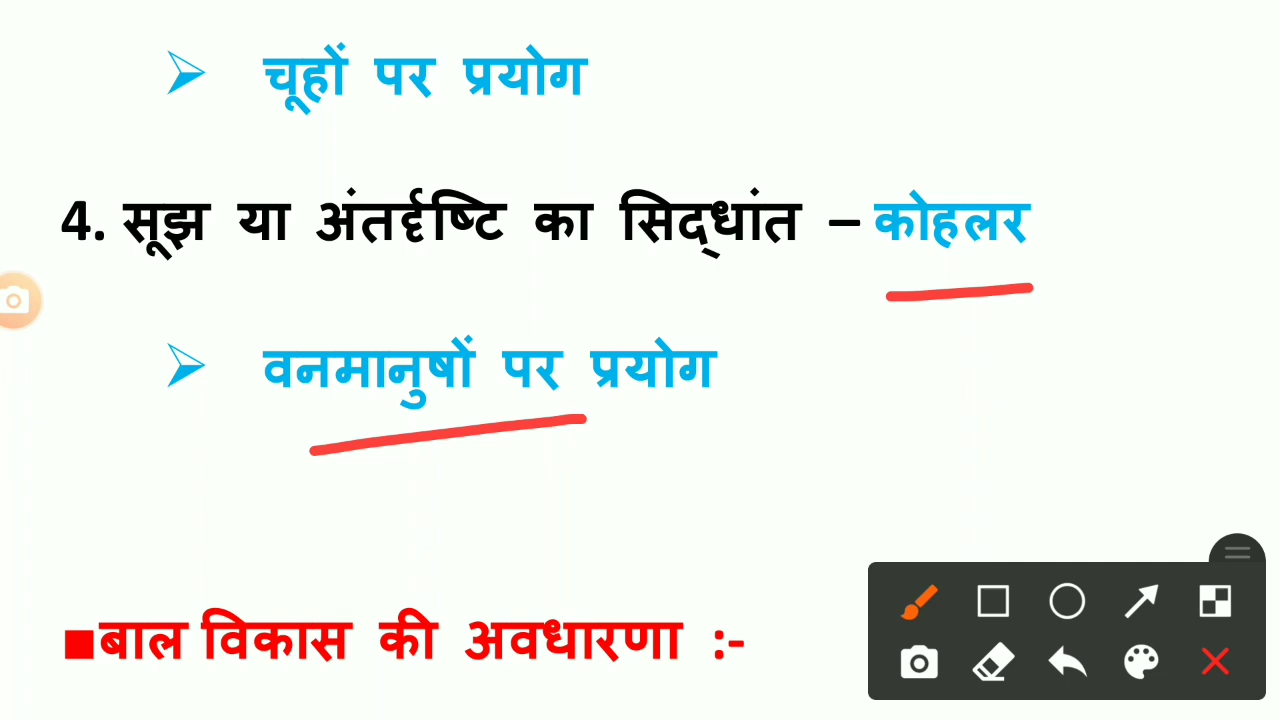 ➢ चूहों पर प्रयोग
4. सूझ या अंतर्दृष्टि का सिद्धांत – कोहलर
➢ वनमानुषों पर प्रयोग
▪बाल विकास की अवधारणा :-